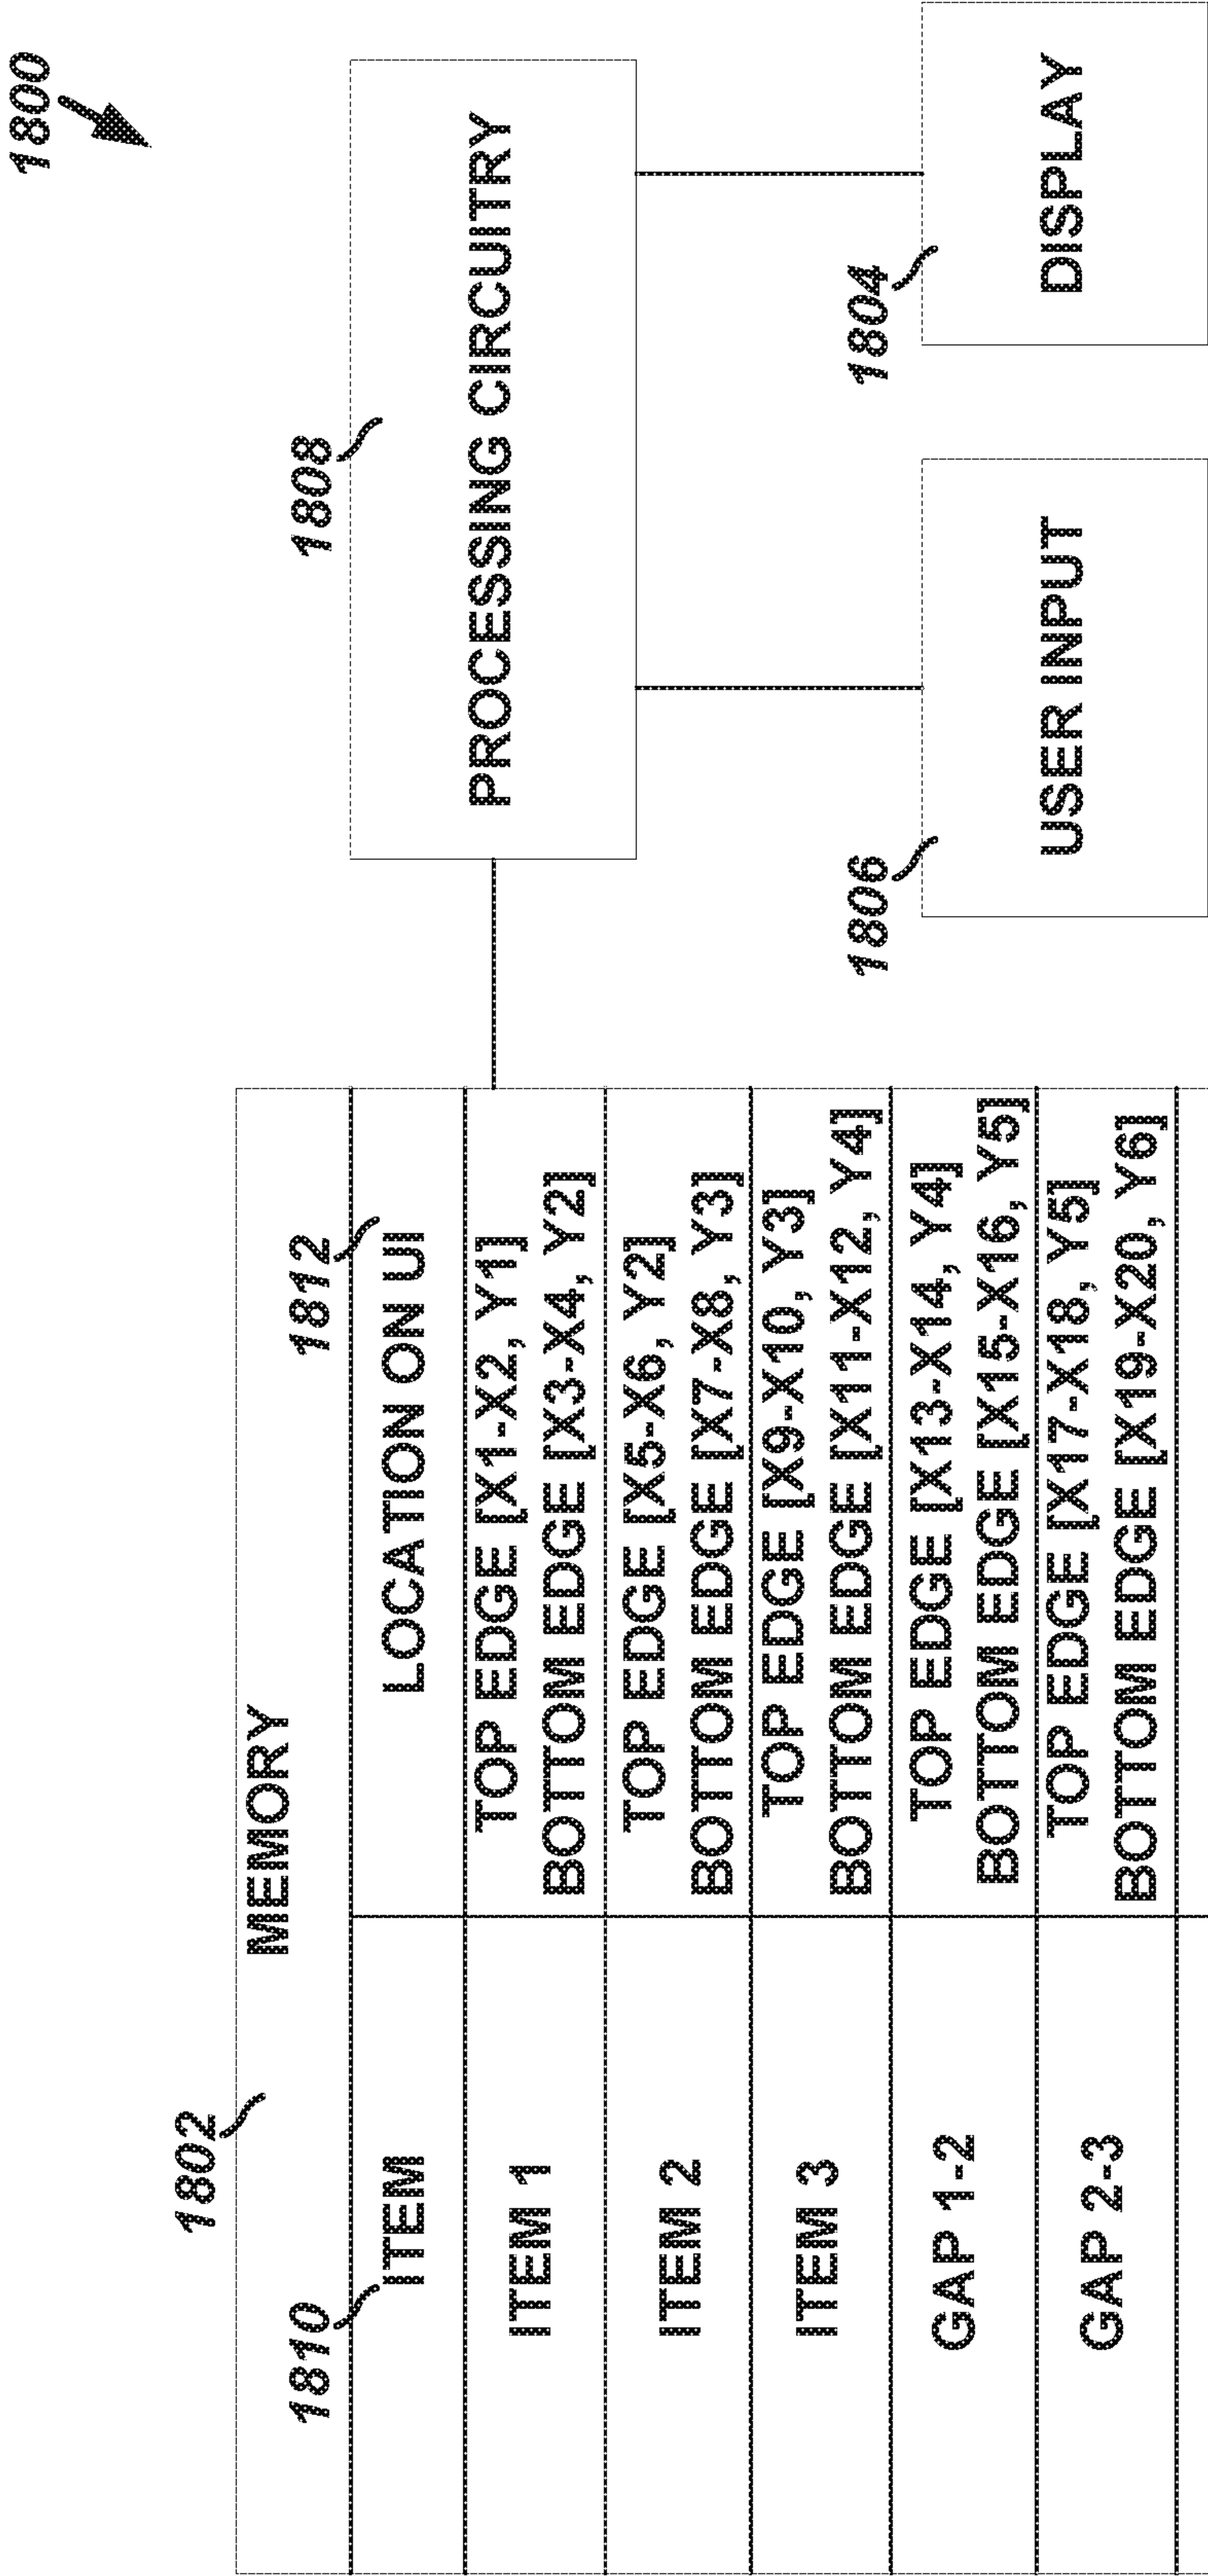 1800
1802
MEMORY
1810
1812
ITEM
LOCATION ON UI
ITEM 1
TOP EDGE [X1-X2, Y1]
BOTTOM EDGE [X3-X4, Y2]
ITEM 2
TOP EDGE [X5-X6, Y2]
BOTTOM EDGE [X7-X8, Y3]
ITEM 3
TOP EDGE [X9-X10, Y3]
BOTTOM EDGE [X11-X12, Y4]
GAP 1-2
TOP EDGE [X13-X14, Y4]
BOTTOM EDGE [X15-X16, Y5]
GAP 2-3
TOP EDGE [X17-X18, Y5]
BOTTOM EDGE [X19-X20, Y6]
1808
PROCESSING CIRCUITRY
1806
USER INPUT
1804
DISPLAY